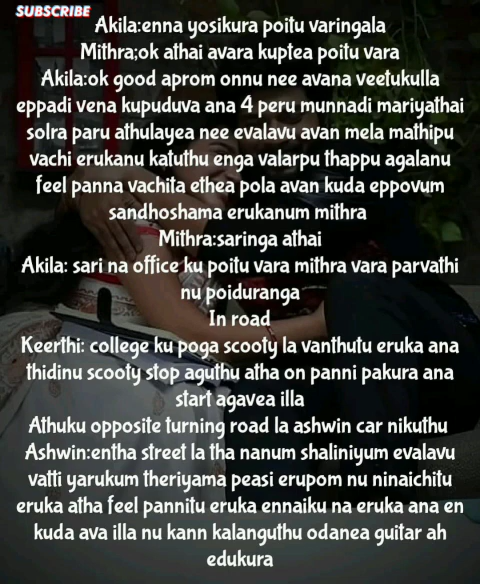 SUBSCRIBE
Akila:enna yosikura poitu varingala
Mithra;ok athai avara kuptea poitu vara
Akila:ok good aprom onnu nee avana veetukulla
eppadi vena kupuduva ana 4 peru munnadi mariyathai
solra paru athulayea nee evalavu avan mela mathipu
vachi erukanu katuthu enga valarpu thappu agalanu
feel panna vachita ethea pola avan kuda eppovum
sandhoshama erukanum mithra
Mithra:saringa athai
Akila: sari na office ku poitu vara mithra vara parvathi
nu poiduranga
In road
Keerthi: college ku poga scooty la vanthutu eruka ana
thidinu scooty stop aguthu atha on panni pakura ana
start agavea illa
Athuku opposite turning road la ashwin car nikuthu
Ashwin:entha street la tha nanum shaliniyum evalavu
vatti yarukum theriyama peasi erupom nu ninaichitu
eruka atha feel pannitu eruka ennaiku na eruka ana en
kuda ava illa nu kann kalanguthu odanea guitar ah
edukura